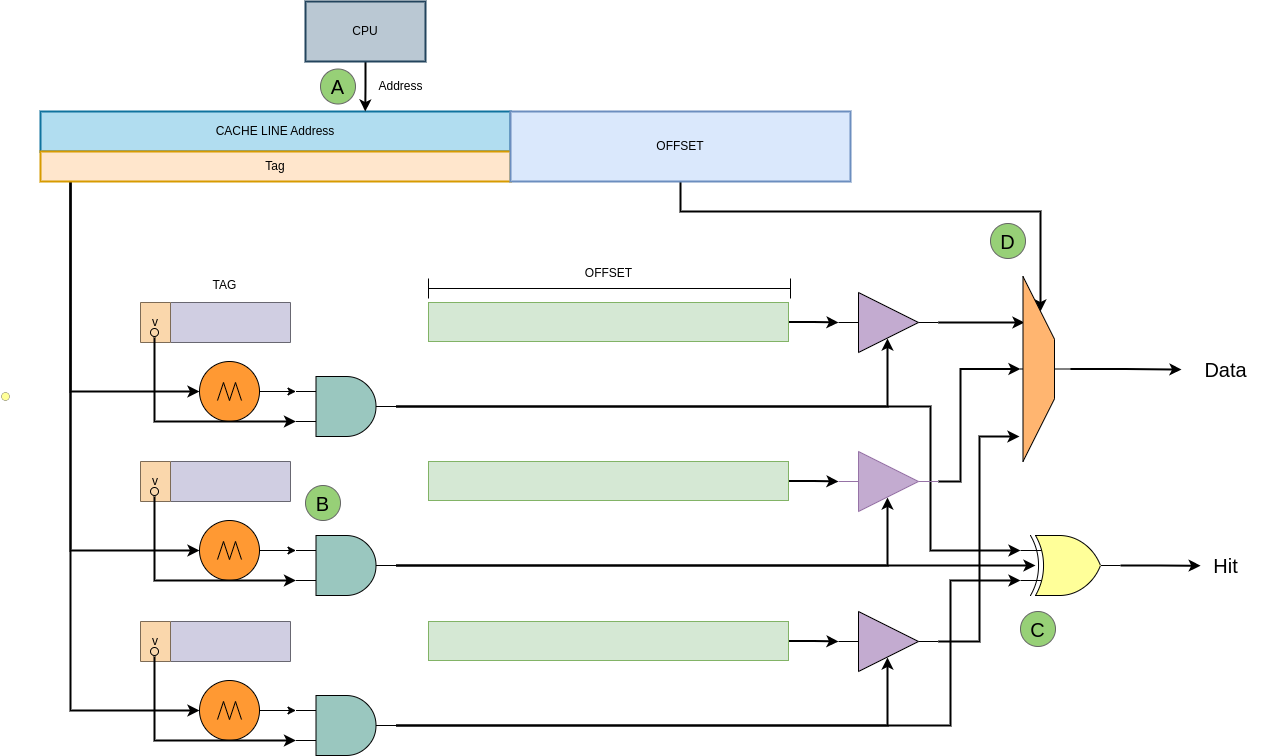 CPU
A
Address
CACHE LINE Address
OFFSET
Tag
D
TAG
OFFSET
v
Data
v
B
Hit
C
v